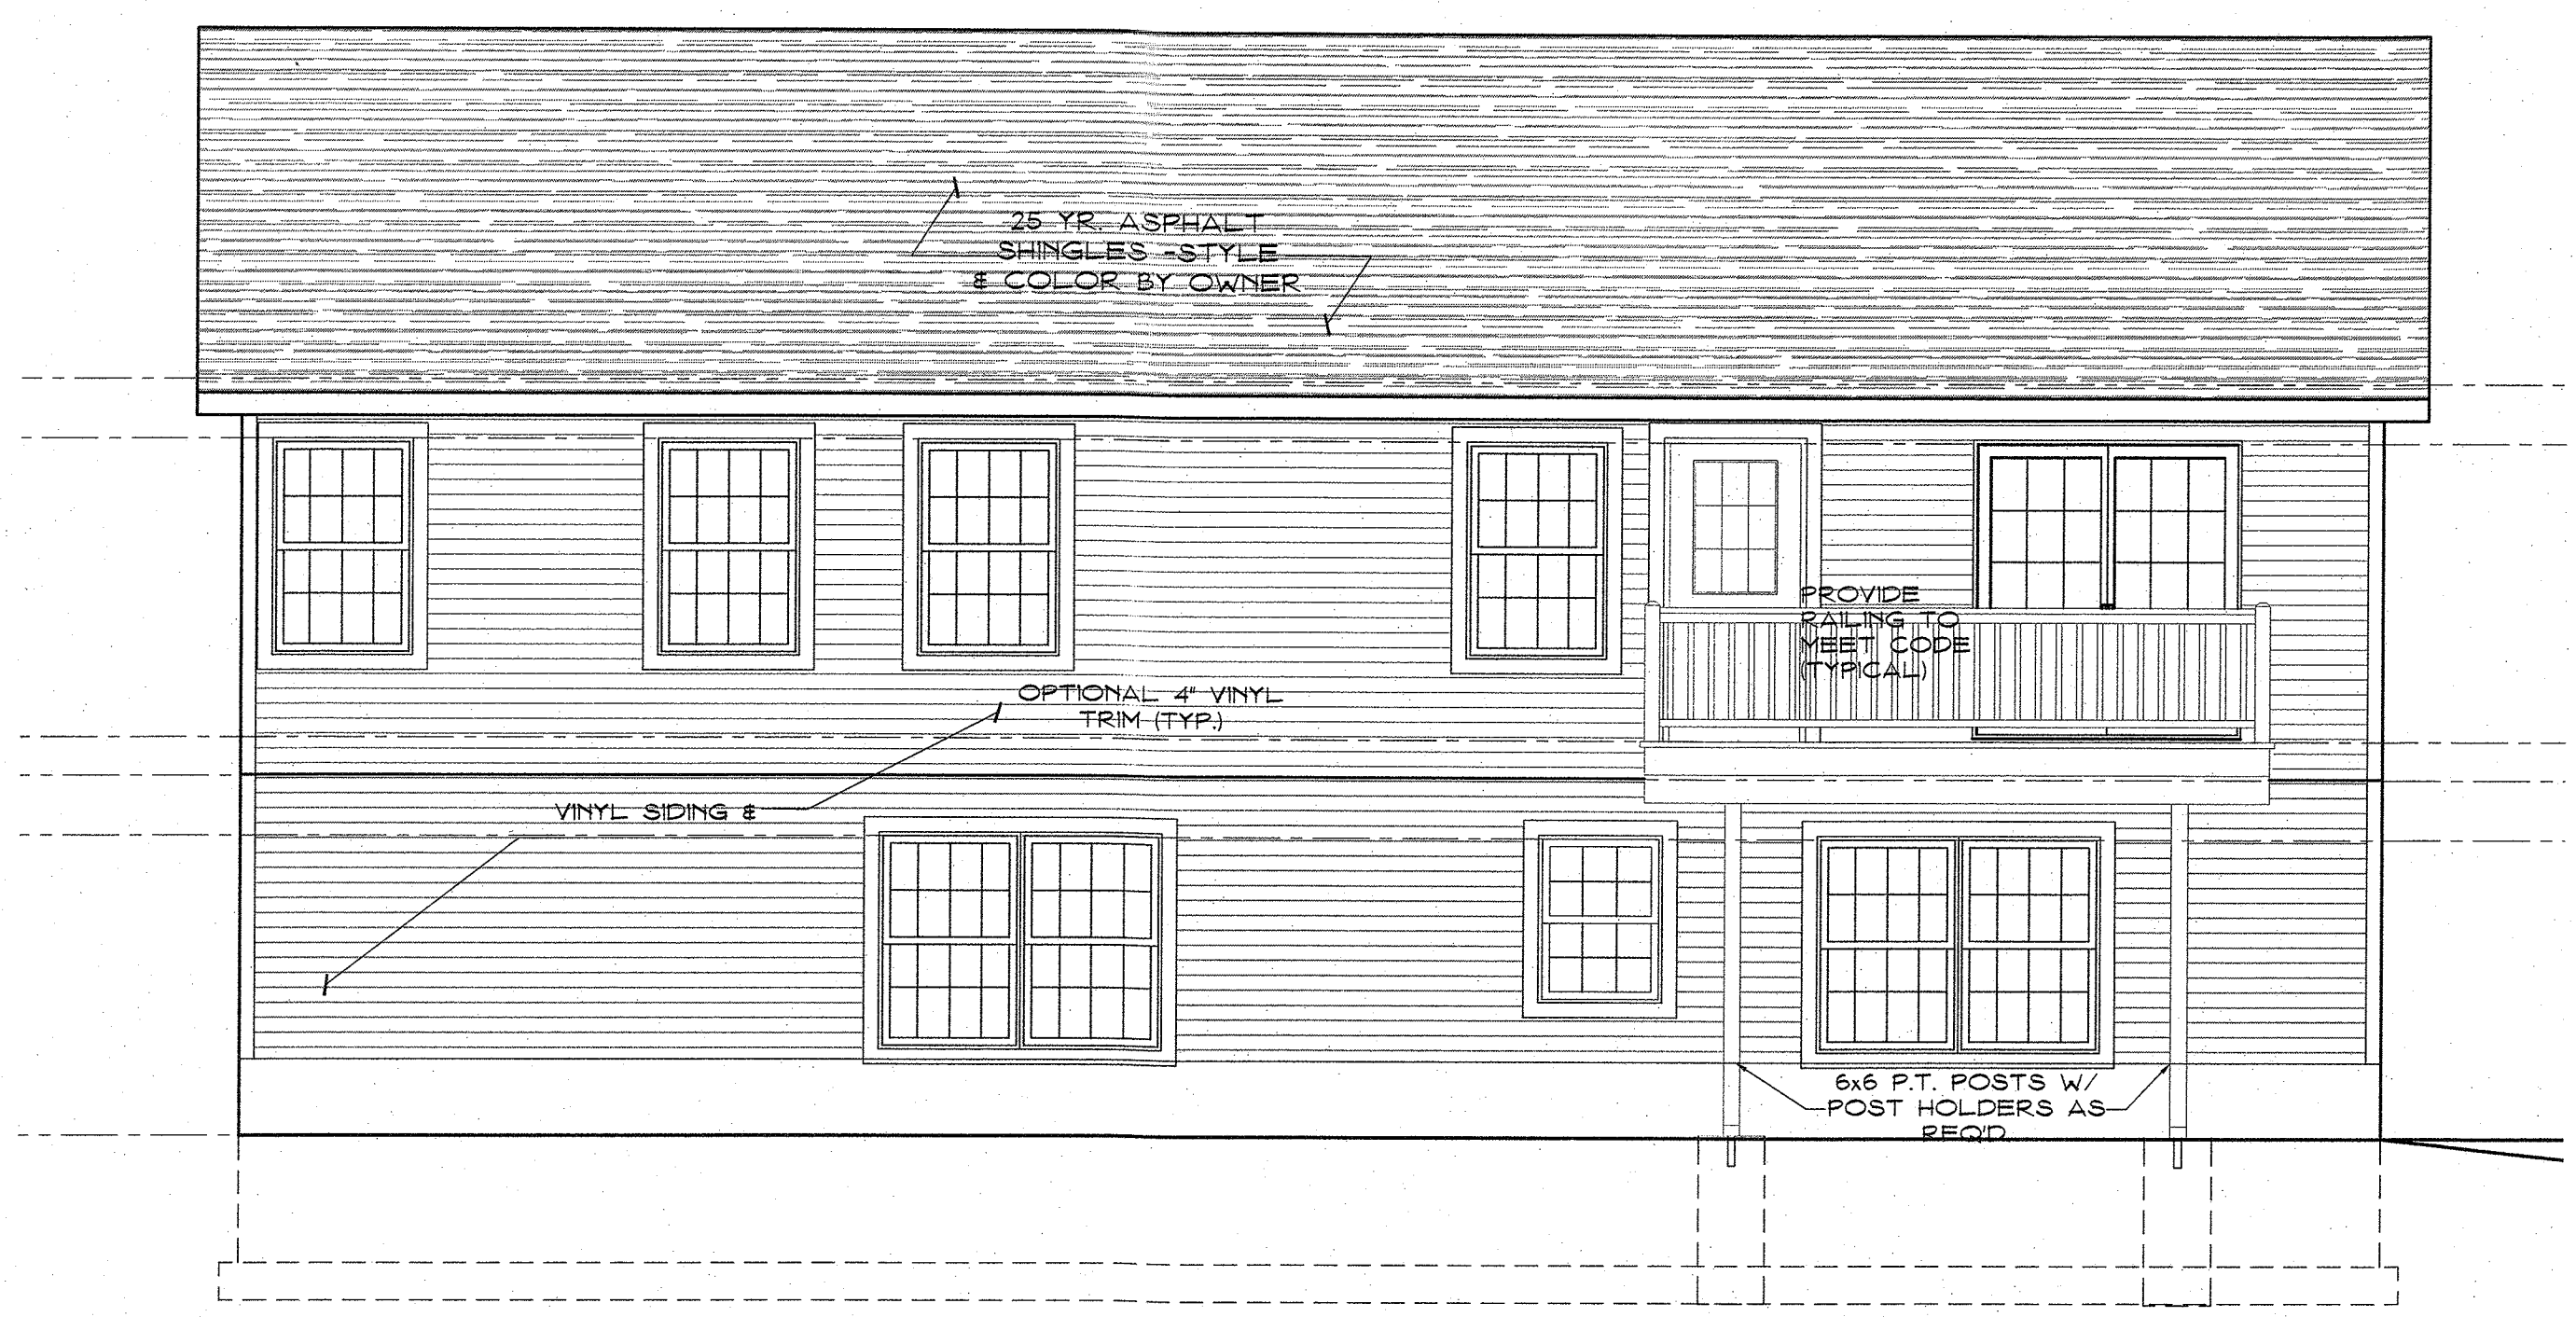 25 YR. ASPHALT
SHINGLES -STYLE
& COLOR BY OWNER
PROVIDE
RAILING TO
MEET CODE
(TYPICAL)
OPTIONAL 4" VINYL
TRIM (TYP.)
VINYL SIDING &
6x6 P.T. POSTS W/
POST HOLDERS AS
REQ'D